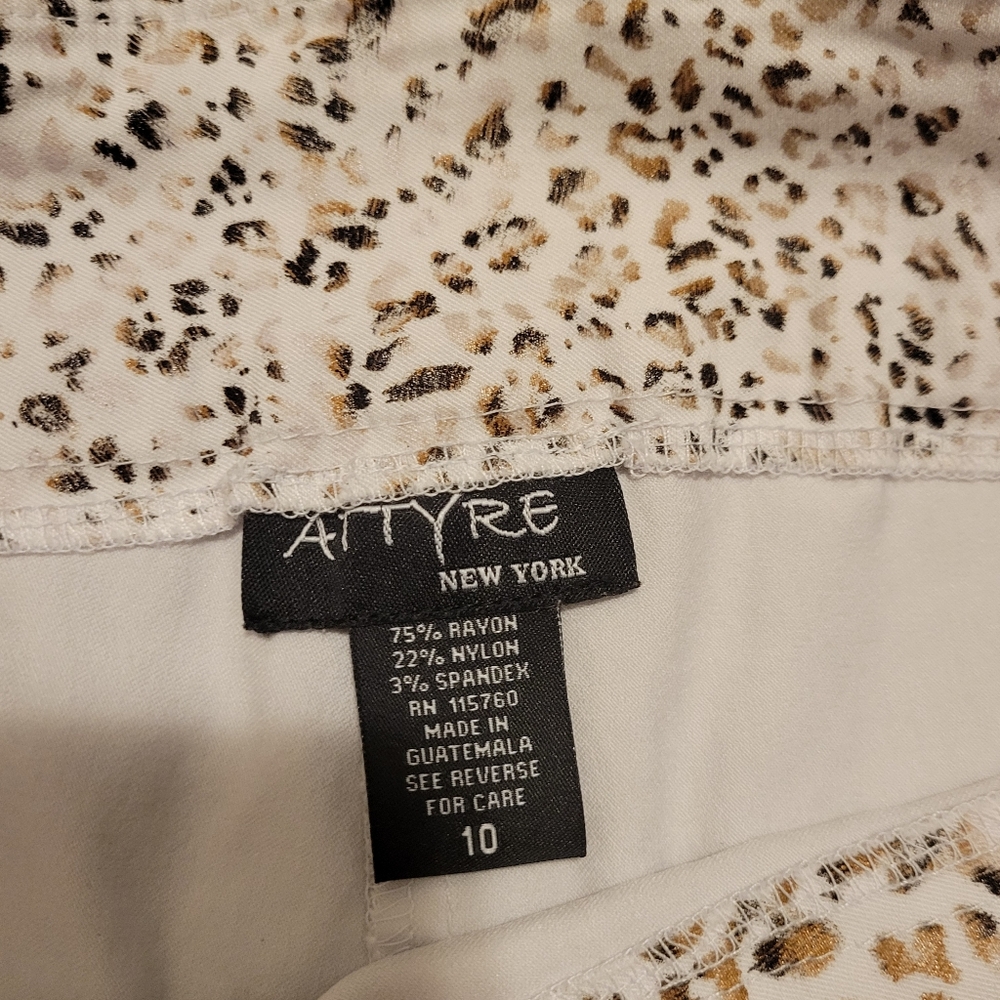 ATTYRE
NEW YORK
75% RAYON
22% NYLON
3% SPANDEX
RN 115760
MADE IN
GUATEMALA
SEE REVERSE
FOR CARE
10